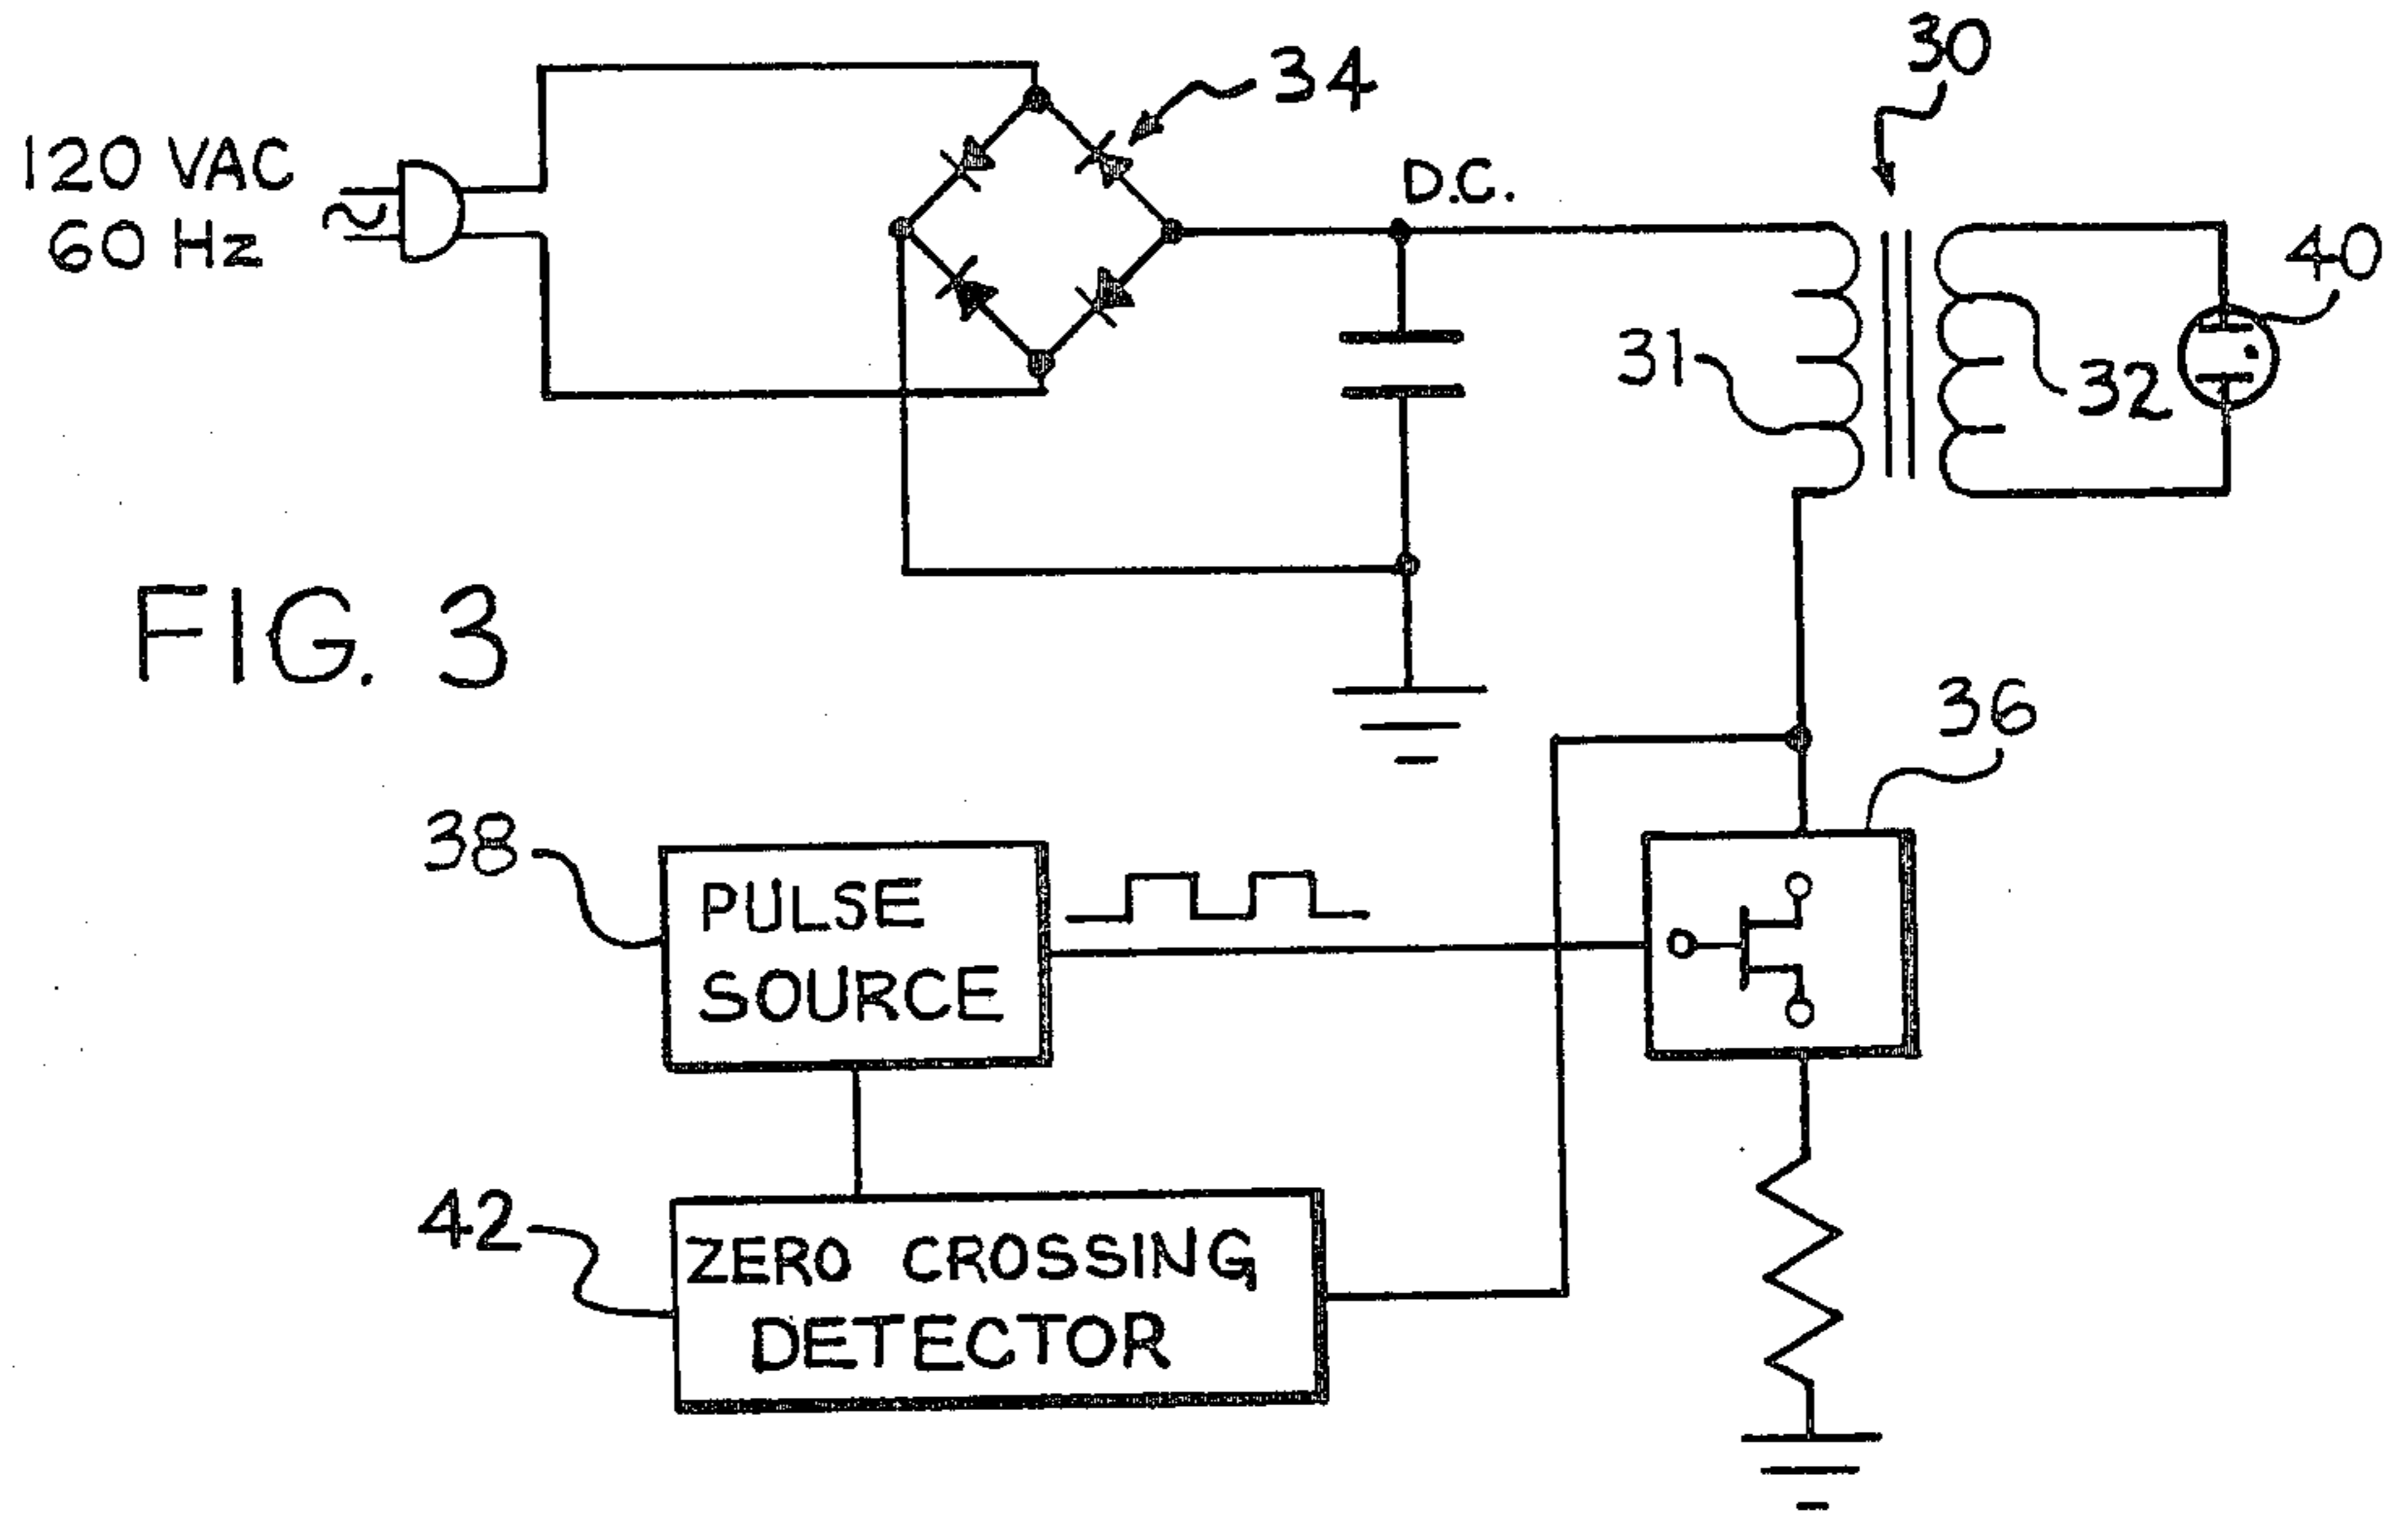 30
34
120 VAC
60 Hz
D.C.
40
31
32
FIG. 3
36
38
PULSE
SOURCE
42
ZERO CROSSING
DETECTOR